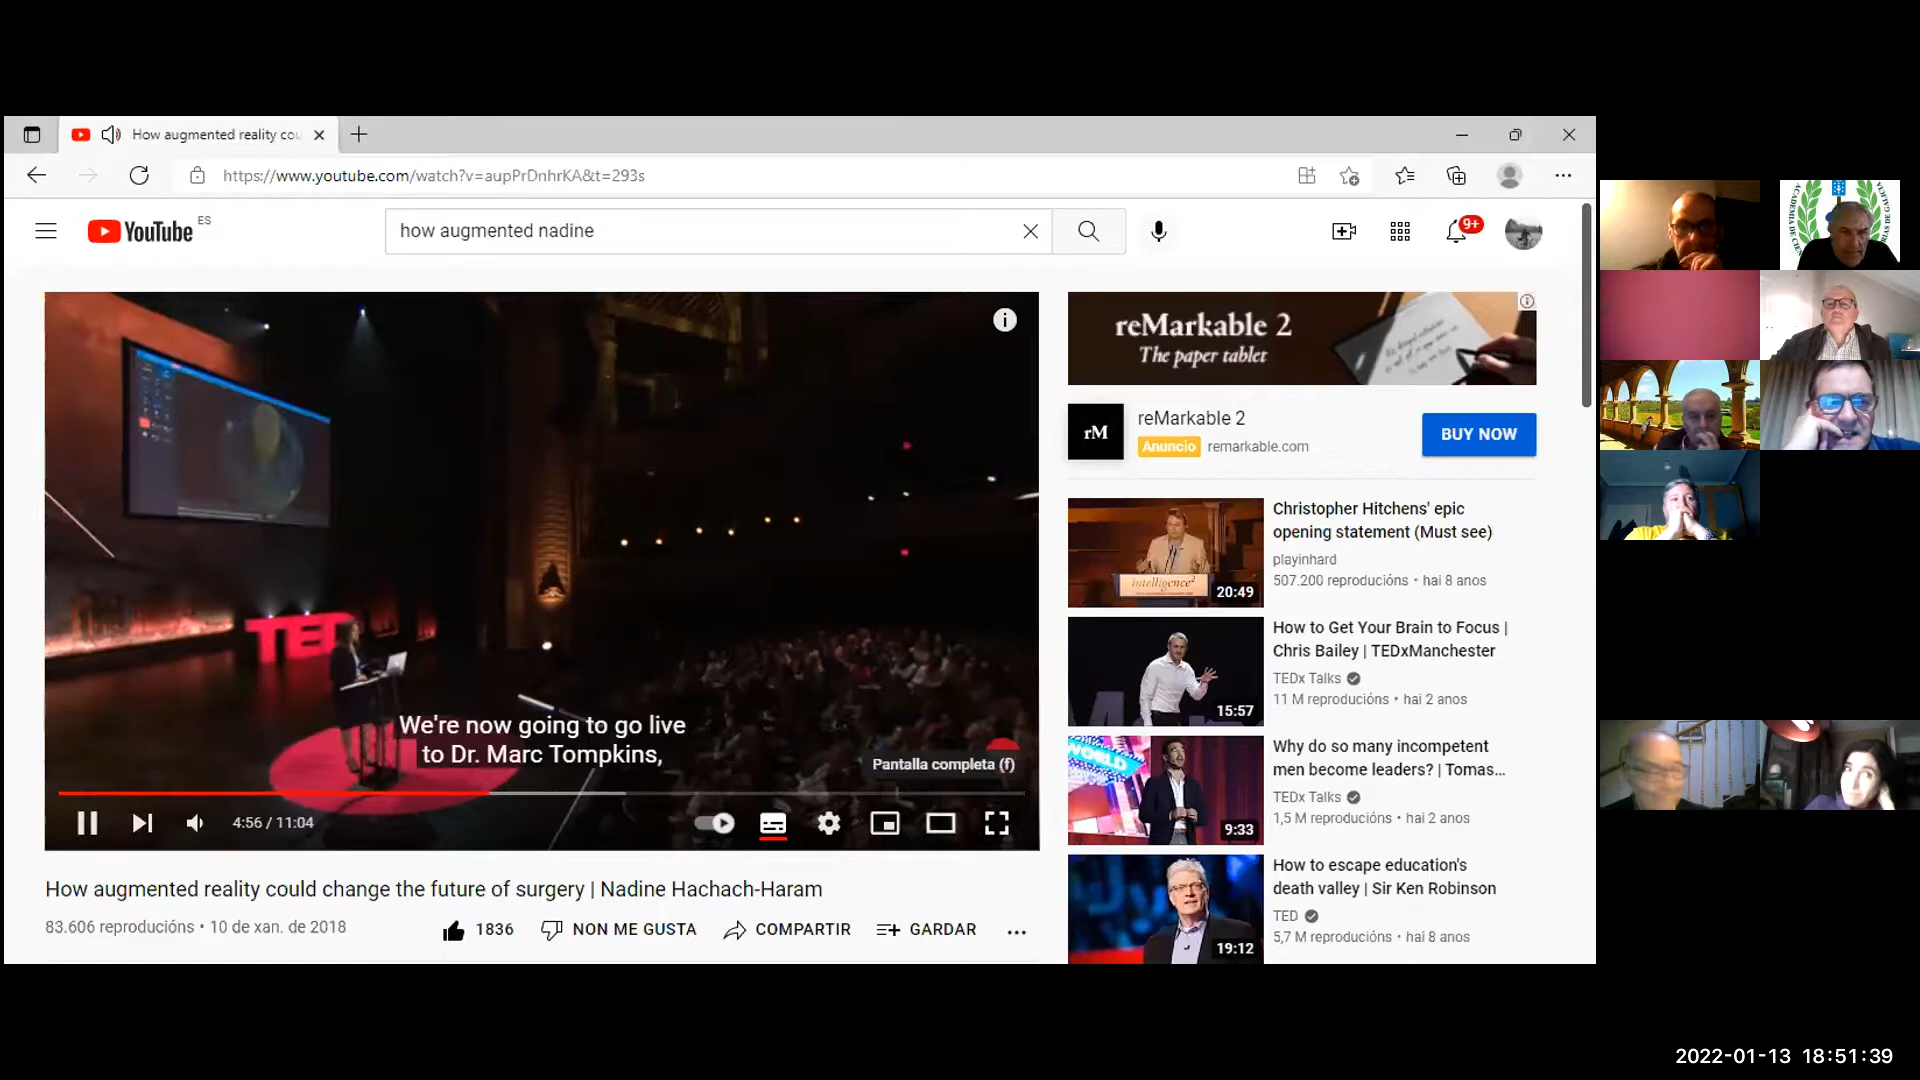 How augmented reality cou
https://www.youtube.com/watch?v=aupPrDnhrKA&t=293s
YouTube ES
how augmented nadine
9+
TED
We're now going to go live
to Dr. Marc Tompkins,
Pantalla completa (f)
4:56 / 11:04
How augmented reality could change the future of surgery | Nadine Hachach-Haram
83.606 reproducións • 10 de xan. de 2018
1836
NON ME GUSTA
COMPARTIR
GARDAR
reMarkable 2
The paper tablet
rM
reMarkable 2
Anuncio remarkable.com
BUY NOW
intelligence²
20:49
Christopher Hitchens' epic
opening statement (Must see)
playinhard
507.200 reproducións • hai 8 anos
15:57
How to Get Your Brain to Focus |
Chris Bailey | TEDxManchester
TEDx Talks
11 M reproducións • hai 2 anos
WORLD
9:33
Why do so many incompetent
men become leaders? | Tomas...
TEDx Talks
1,5 M reproducións • hai 2 anos
19:12
How to escape education's
death valley | Sir Ken Robinson
TED
5,7 M reproducións • hai 8 anos
ACADEMIA DE CIE
RIAS DE GALICIA
2022-01-13 18:51:39